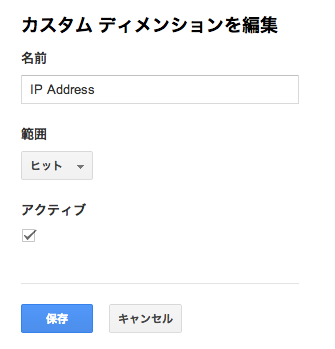 カスタム ディメンションを編集
名前
IP Address
範囲
ヒット
アクティブ
保存
キャンセル